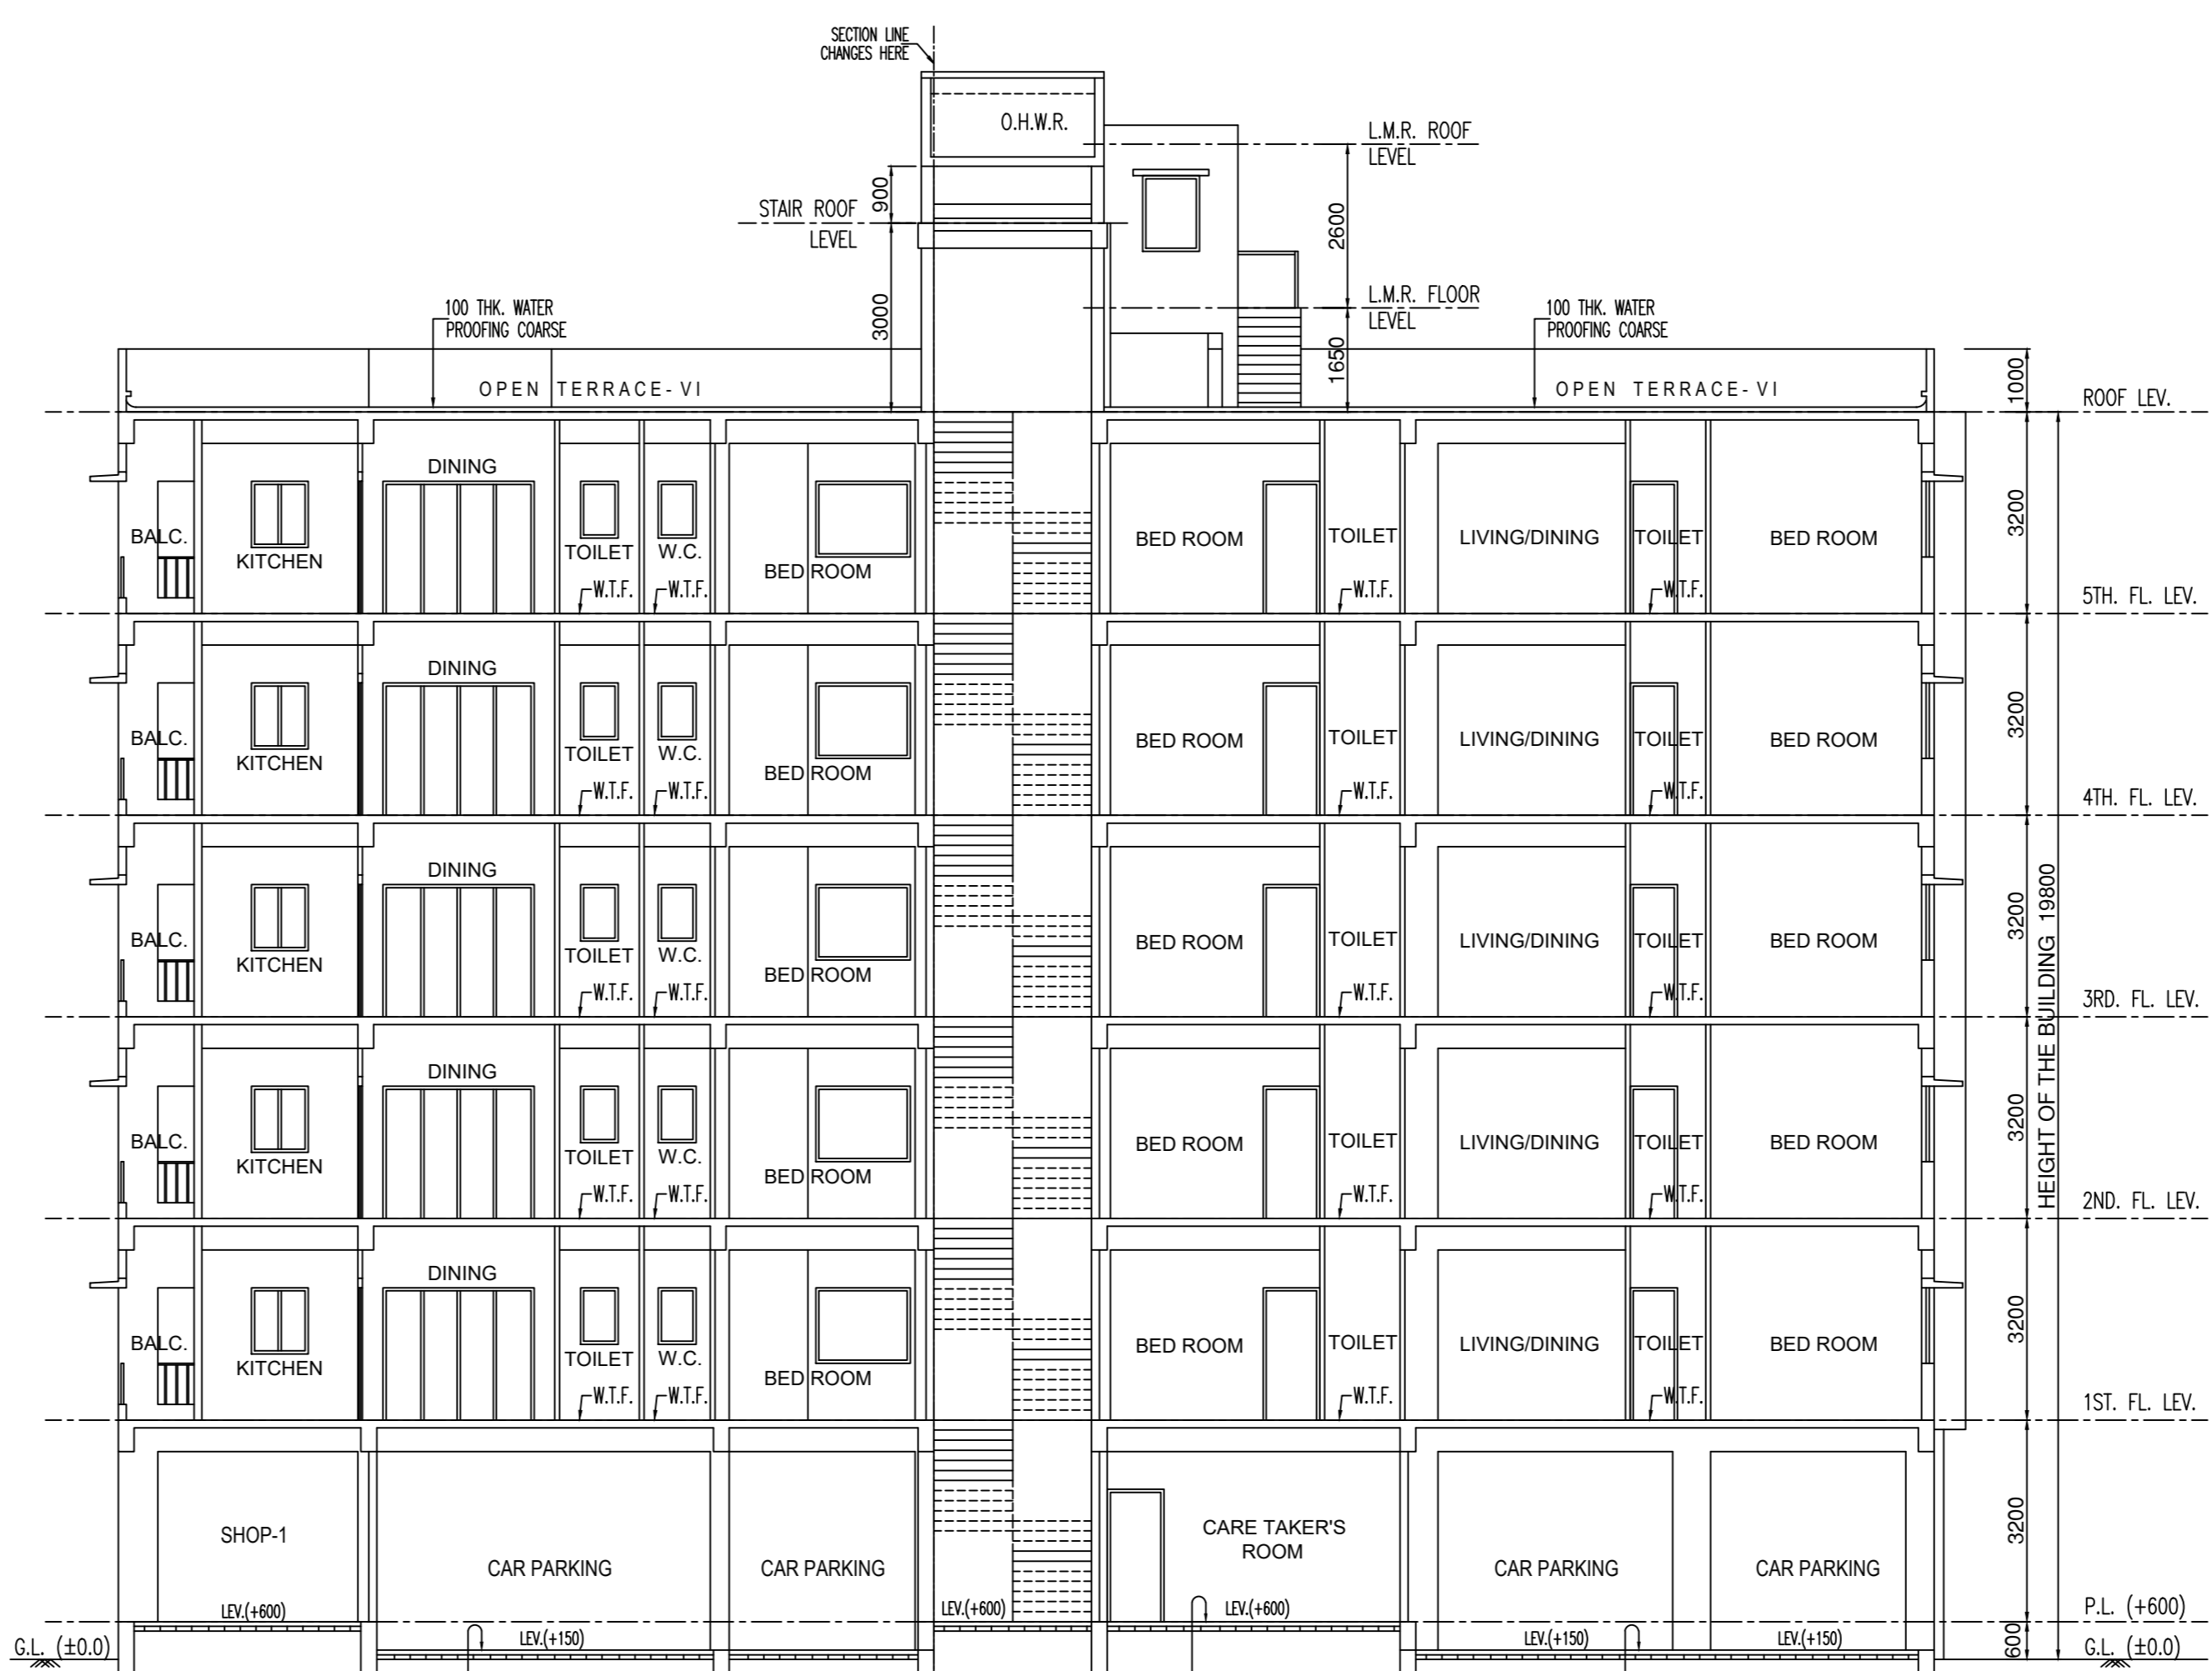 SECTION LINE
CHANGES HERE
O.H.W.R.
L.M.R. ROOF
LEVEL
900
STAIR ROOF
LEVEL
2600
3000
L.M.R. FLOOR
LEVEL
1650
100 THK. WATER
PROOFING COARSE
100 THK. WATER
PROOFING COARSE
OPEN TERRACE-VI
OPEN TERRACE-VI
1000
ROOF LEV.
DINING
BALC.
KITCHEN
TOILET
W.C.
BED ROOM
W.T.F.
W.T.F.
BED ROOM
TOILET
LIVING/DINING
TOILET
BED ROOM
W.T.F.
W.T.F.
3200
5TH. FL. LEV.
DINING
BALC.
KITCHEN
TOILET
W.C.
BED ROOM
W.T.F.
W.T.F.
BED ROOM
TOILET
LIVING/DINING
TOILET
BED ROOM
W.T.F.
W.T.F.
3200
4TH. FL. LEV.
DINING
BALC.
KITCHEN
TOILET
W.C.
BED ROOM
W.T.F.
W.T.F.
BED ROOM
TOILET
LIVING/DINING
TOILET
BED ROOM
W.T.F.
W.T.F.
3200
HEIGHT OF THE BUILDING 19800
3RD. FL. LEV.
DINING
BALC.
KITCHEN
TOILET
W.C.
BED ROOM
W.T.F.
W.T.F.
BED ROOM
TOILET
LIVING/DINING
TOILET
BED ROOM
W.T.F.
W.T.F.
3200
2ND. FL. LEV.
DINING
BALC.
KITCHEN
TOILET
W.C.
BED ROOM
W.T.F.
W.T.F.
BED ROOM
TOILET
LIVING/DINING
TOILET
BED ROOM
W.T.F.
W.T.F.
3200
1ST. FL. LEV.
SHOP-1
CAR PARKING
CAR PARKING
CARE TAKER'S
ROOM
CAR PARKING
CAR PARKING
3200
LEV.(+600)
LEV.(+600)
LEV.(+600)
P.L. (+600)
G.L. (±0.0)
LEV.(+150)
LEV.(+150)
LEV.(+150)
600
G.L. (±0.0)